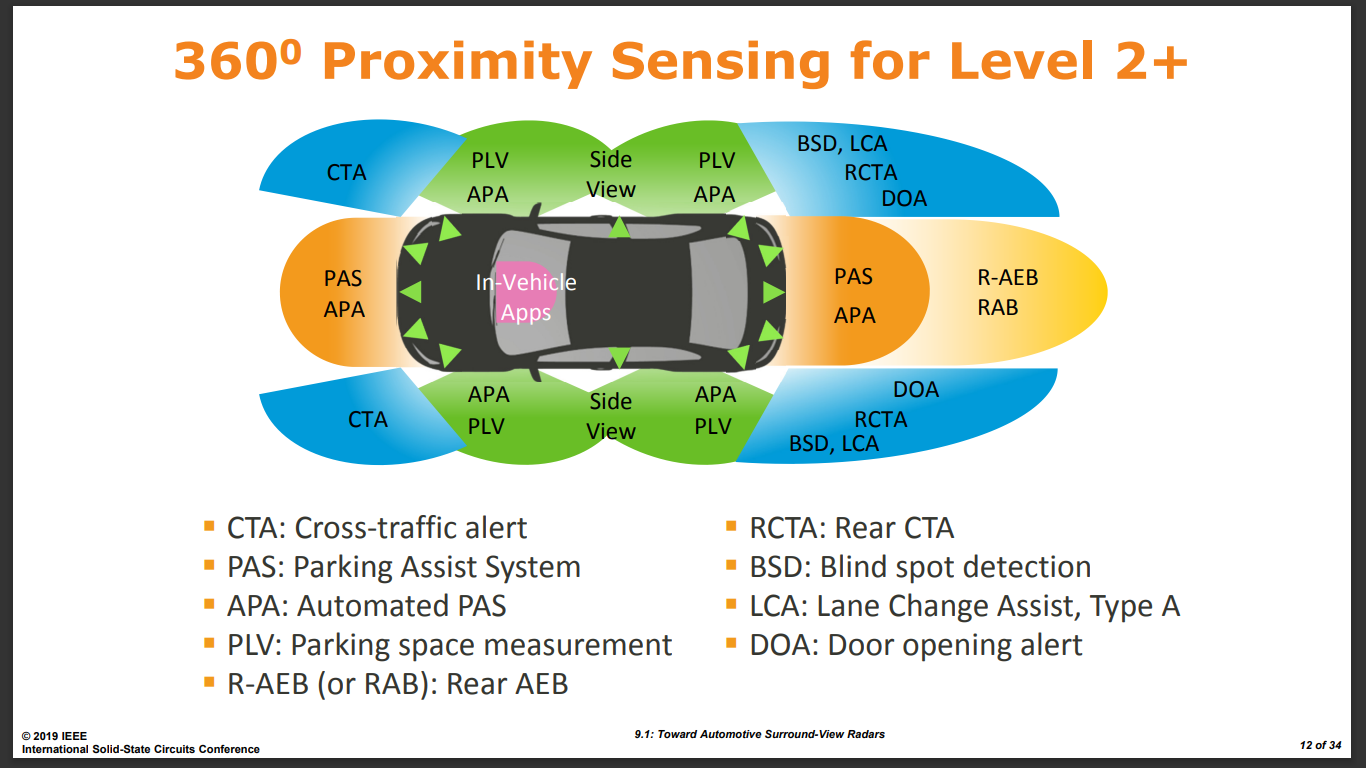 360⁰ Proximity Sensing for Level 2+
CTA
PLV
APA
Side
View
PLV
APA
BSD, LCA
RCTA
DOA
PAS
APA
In-Vehicle
Apps
PAS
APA
R-AEB
RAB
CTA
APA
PLV
Side
View
APA
PLV
DOA
RCTA
BSD, LCA
▪ CTA: Cross-traffic alert
▪ PAS: Parking Assist System
▪ APA: Automated PAS
▪ PLV: Parking space measurement
▪ R-AEB (or RAB): Rear AEB
▪ RCTA: Rear CTA
▪ BSD: Blind spot detection
▪ LCA: Lane Change Assist, Type A
▪ DOA: Door opening alert
© 2019 IEEE
International Solid-State Circuits Conference
9.1: Toward Automotive Surround-View Radars
12 of 34